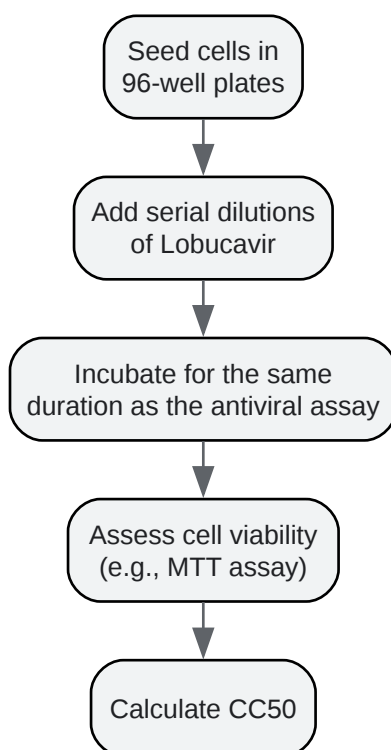 Seed cells in
96-well plates
Add serial dilutions
of Lobucavir
Incubate for the same
duration as the antiviral assay
Assess cell viability
(e.g., MTT assay)
Calculate CC50